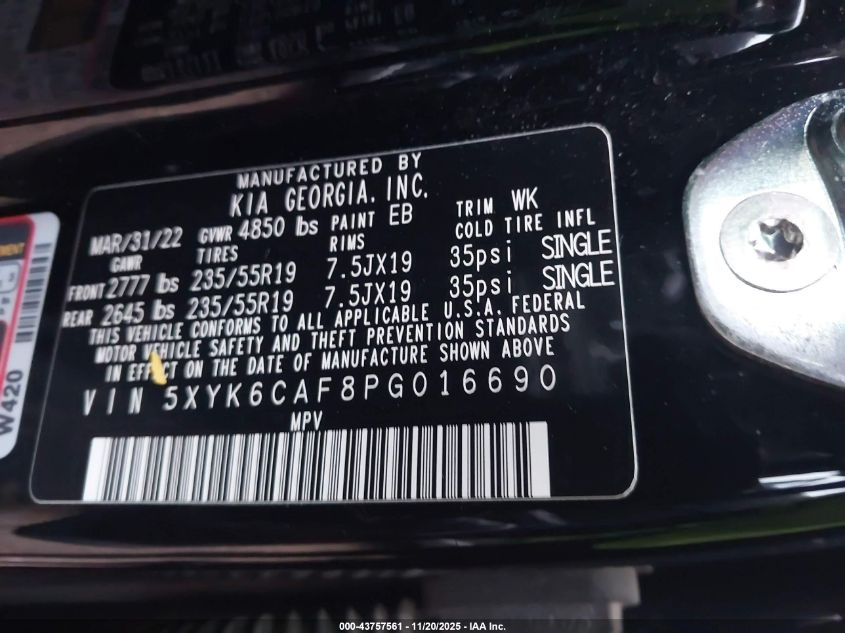 MANUFACTURED BY
KIA GEORGIA, INC.
MAR/31/22 GVWR 4850 lbs PAINT EB TRIM WK
GAWR TIRES RIMS COLD TIRE INFL
FRONT 2777 lbs 235/55R19 7.5JX19 35psi SINGLE
REAR 2645 lbs 235/55R19 7.5JX19 35psi SINGLE
THIS VEHICLE CONFORMS TO ALL APPLICABLE U.S.A. FEDERAL
MOTOR VEHICLE SAFETY AND THEFT PREVENTION STANDARDS
IN EFFECT ON THE DATE OF MANUFACTURE SHOWN ABOVE
VIN 5XYK6CAF8PG016690
MPV
W420
000-43757561 - 11/20/2025 - IAA Inc.